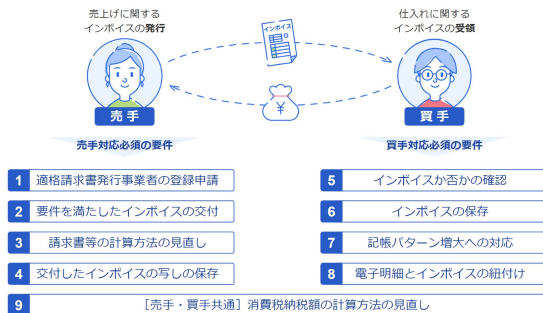 売上げに関する
インボイスの発行
仕入れに関する
インボイスの受領
インボイス
¥
売手
買手
売手対応必須の要件
買手対応必須の要件
1 適格請求書発行事業者の登録申請
2 要件を満たしたインボイスの交付
3 請求書等の計算方法の見直し
4 交付したインボイスの写しの保存
5 インボイスか否かの確認
6 インボイスの保存
7 記帳パターン増大への対応
8 電子明細とインボイスの紐付け
9 ［売手・買手共通］消費税納税額の計算方法の見直し